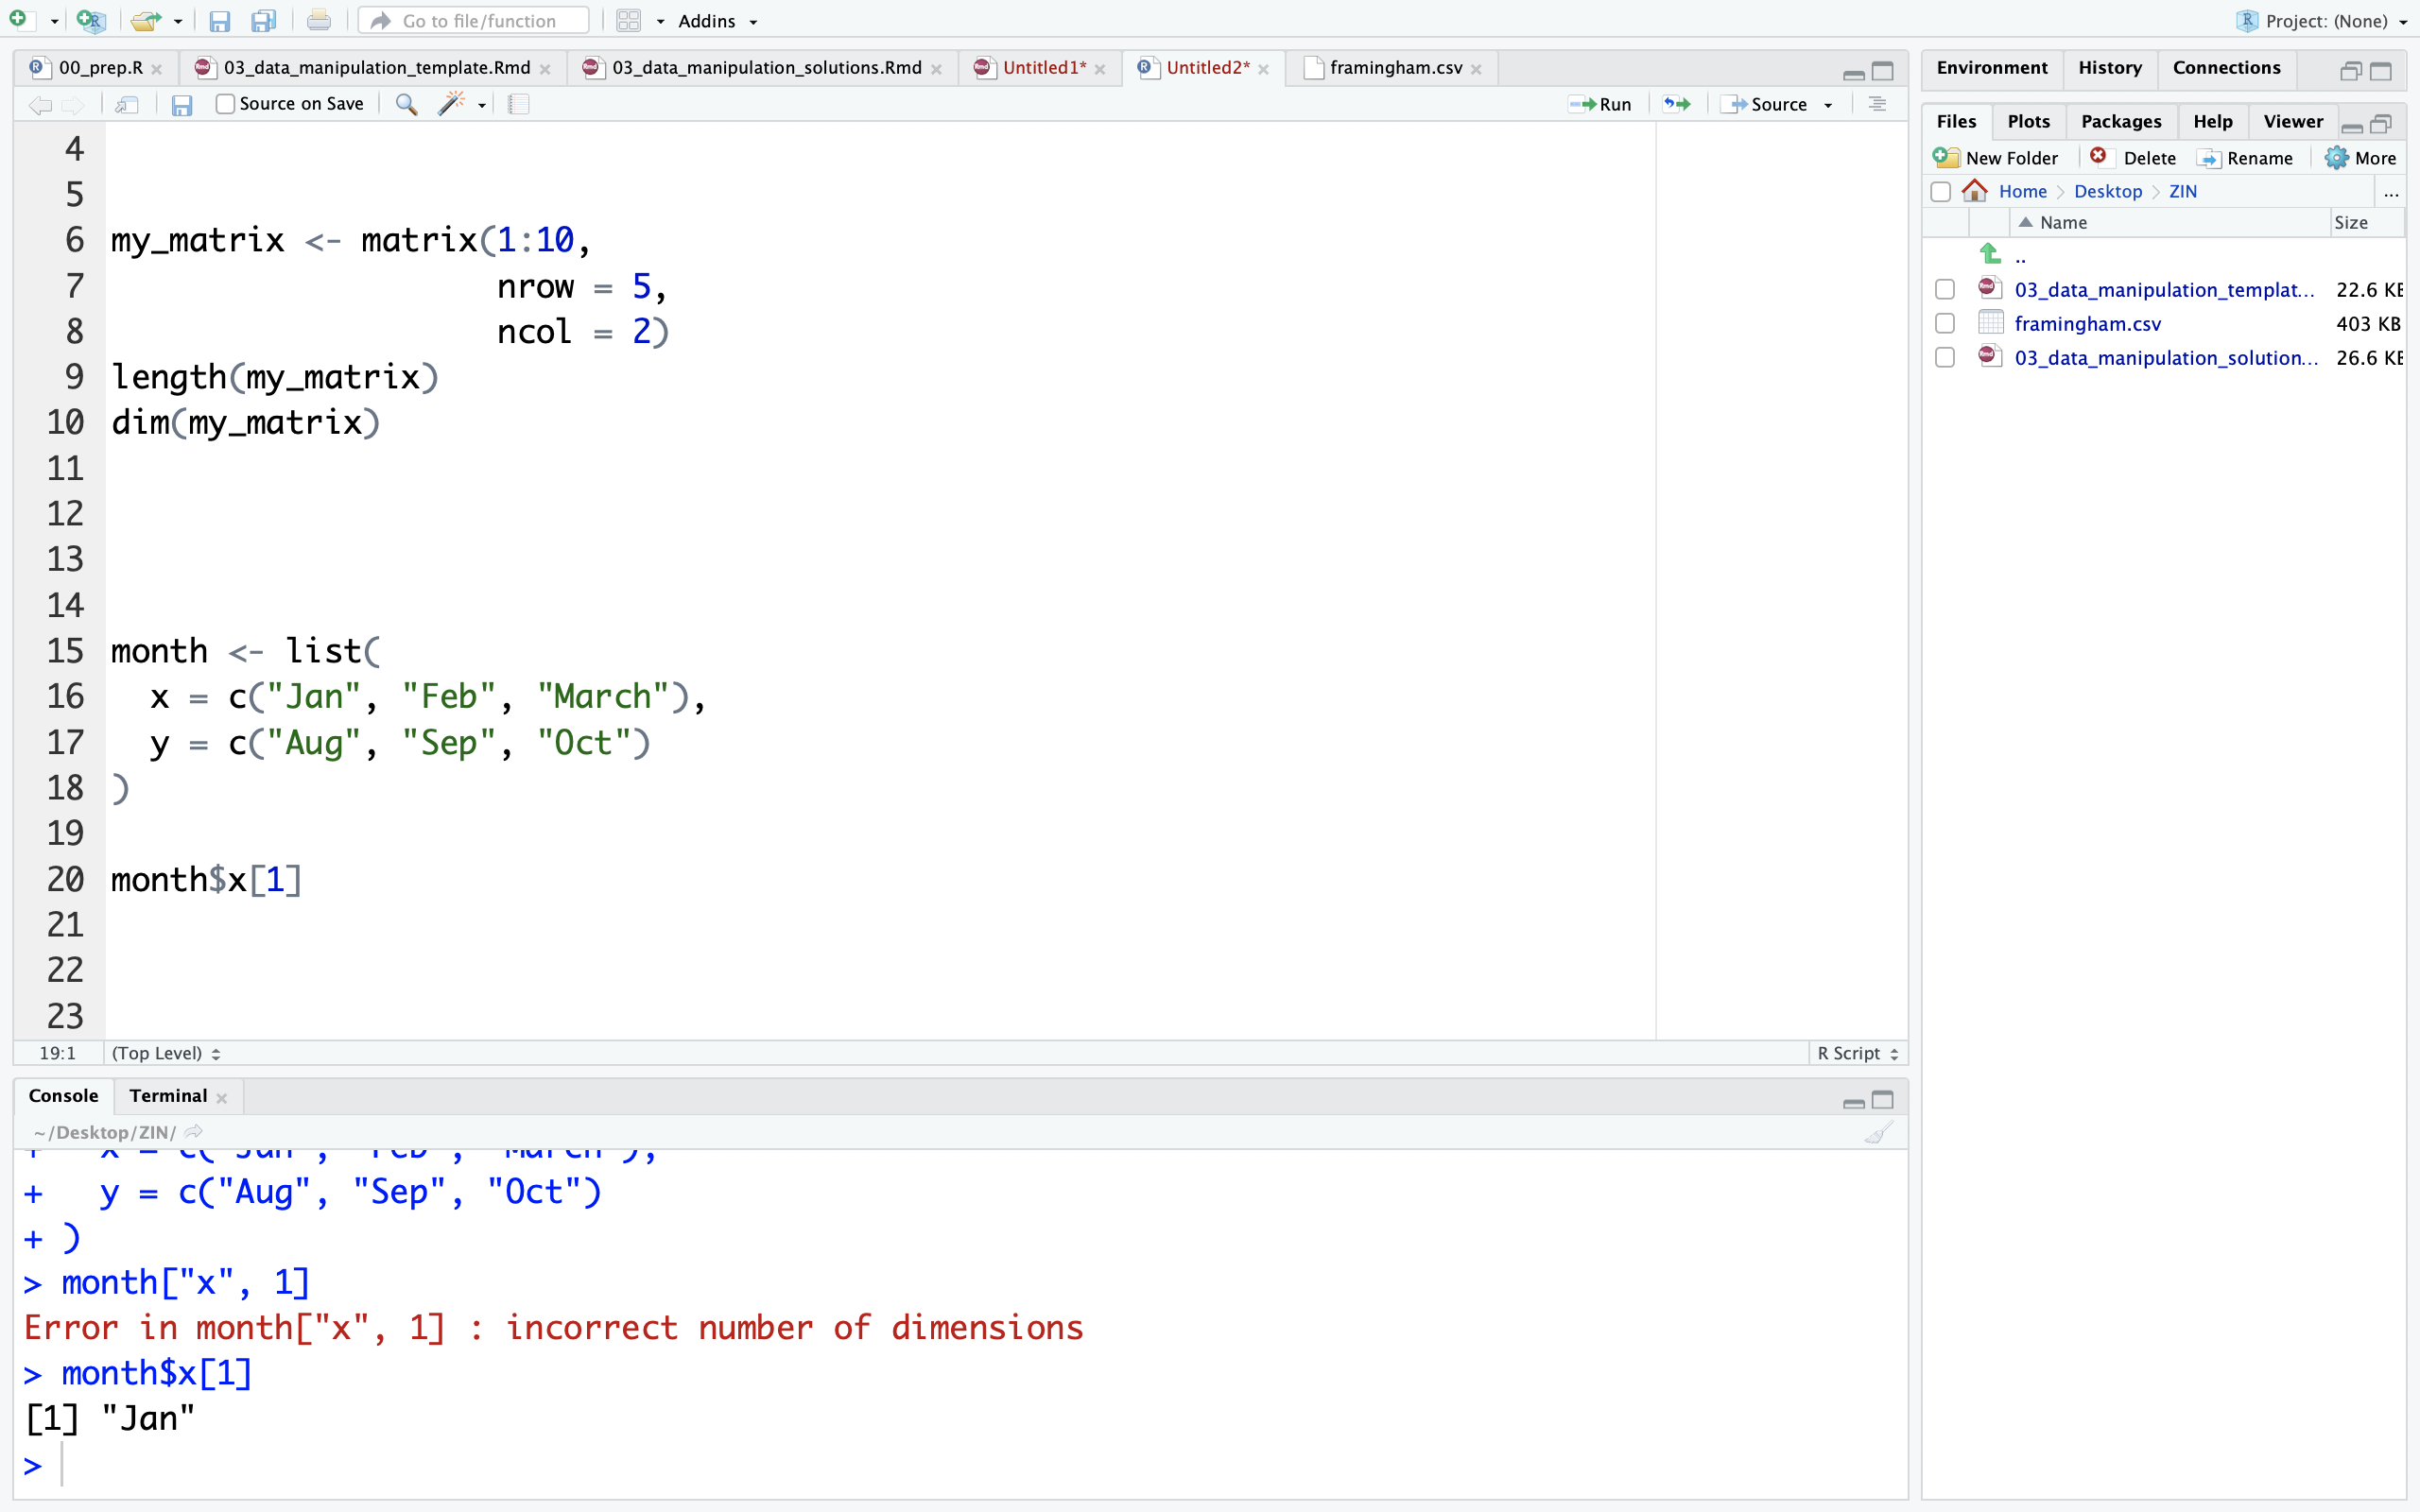 Go to file/function
Addins
Project: (None)
00_prep.R
03_data_manipulation_template.Rmd
03_data_manipulation_solutions.Rmd
Untitled1*
Untitled2*
framingham.csv
Source on Save
Run
Source
4
5
6 my_matrix <- matrix(1:10,
7 nrow = 5,
8 ncol = 2)
9 length(my_matrix)
10 dim(my_matrix)
11
12
13
14
15 month <- list(
16 x = c("Jan", "Feb", "March"),
17 y = c("Aug", "Sep", "Oct")
18 )
19
20 month$x[1]
21
22
23
19:1 (Top Level) R Script
Console Terminal
~/Desktop/ZIN/
+ x = c("Jan", "Feb", "March"),
+ y = c("Aug", "Sep", "Oct")
+ )
> month["x", 1]
Error in month["x", 1] : incorrect number of dimensions
> month$x[1]
[1] "Jan"
>
Environment History Connections
Files Plots Packages Help Viewer
New Folder Delete Rename More
Home Desktop ZIN ...
Name Size
..
03_data_manipulation_templat... 22.6 KB
framingham.csv 403 KB
03_data_manipulation_solution... 26.6 KB